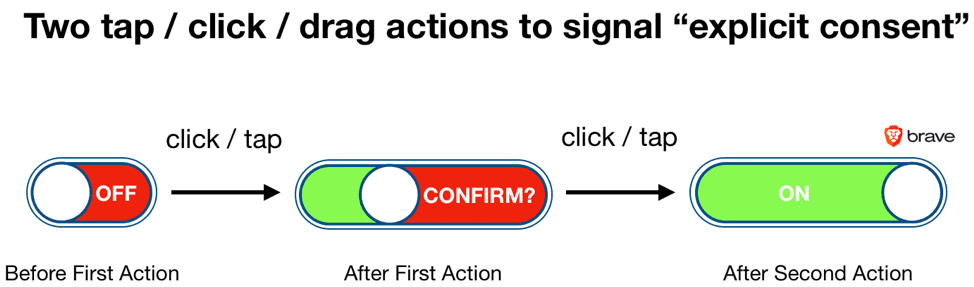 Two tap / click / drag actions to signal “explicit consent”
click / tap
click / tap
brave
OFF
CONFIRM?
ON
Before First Action
After First Action
After Second Action